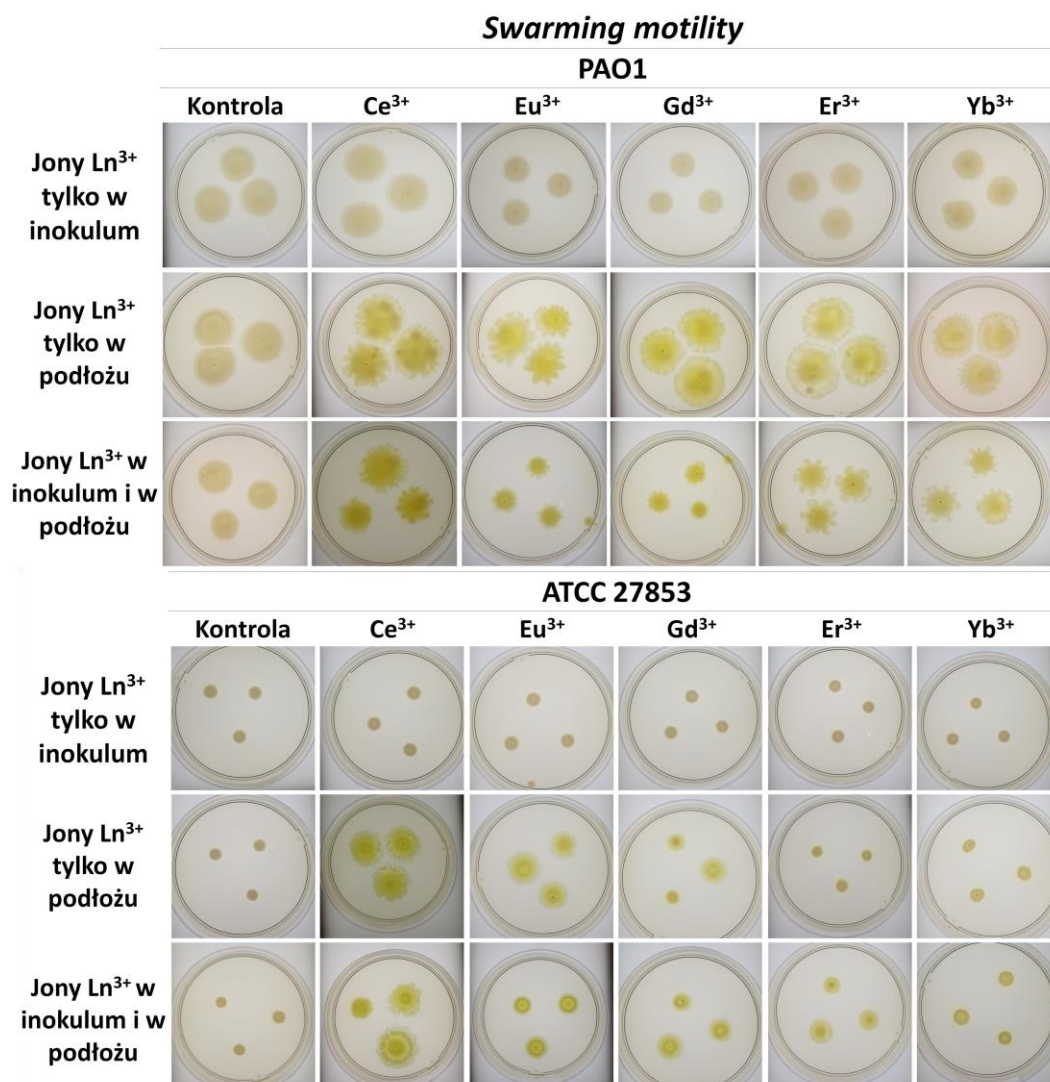 Swarming motility
PAO1
Kontrola Ce³⁺ Eu³⁺ Gd³⁺ Er³⁺ Yb³⁺
Jony Ln³⁺
tylko w
inokulum
Jony Ln³⁺
tylko w
podłożu
Jony Ln³⁺ w
inokulum i w
podłożu
ATCC 27853
Kontrola Ce³⁺ Eu³⁺ Gd³⁺ Er³⁺ Yb³⁺
Jony Ln³⁺
tylko w
inokulum
Jony Ln³⁺
tylko w
podłożu
Jony Ln³⁺ w
inokulum i w
podłożu